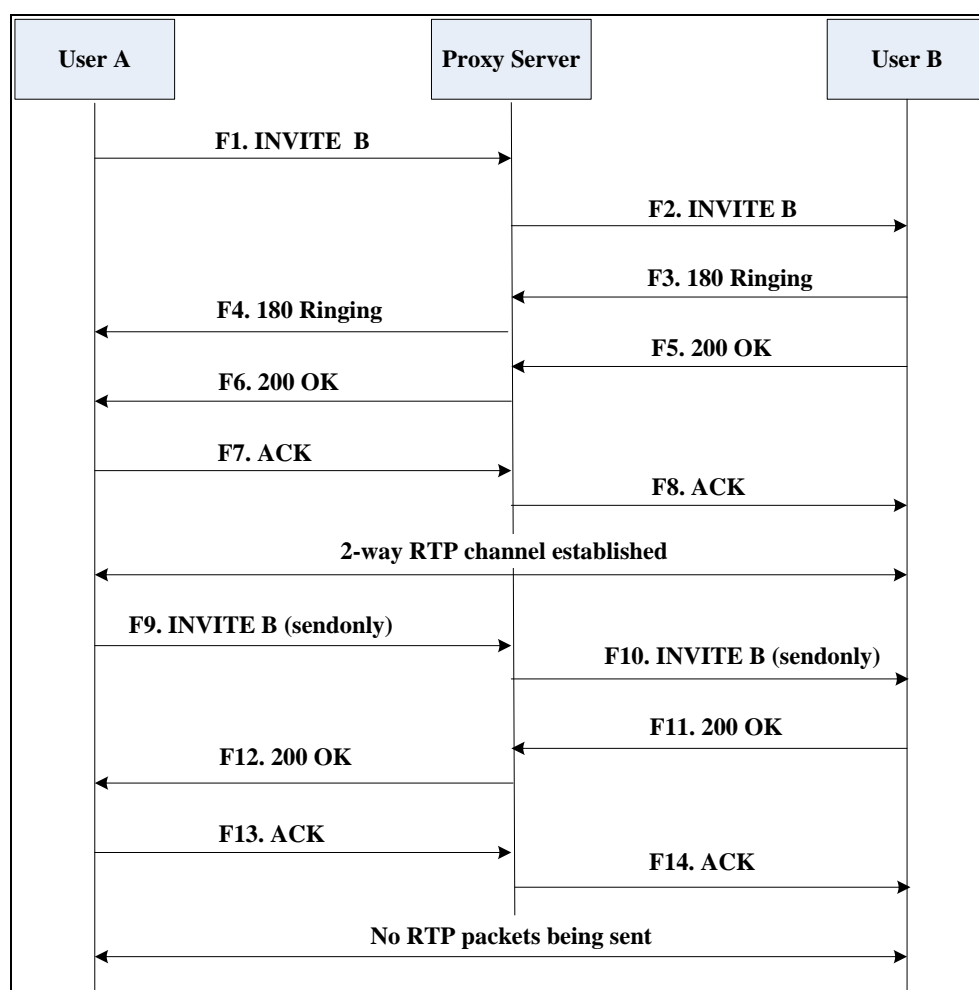 User A
Proxy Server
User B
F1. INVITE B
F2. INVITE B
F3. 180 Ringing
F4. 180 Ringing
F5. 200 OK
F6. 200 OK
F7. ACK
F8. ACK
2-way RTP channel established
F9. INVITE B (sendonly)
F10. INVITE B (sendonly)
F11. 200 OK
F12. 200 OK
F13. ACK
F14. ACK
No RTP packets being sent